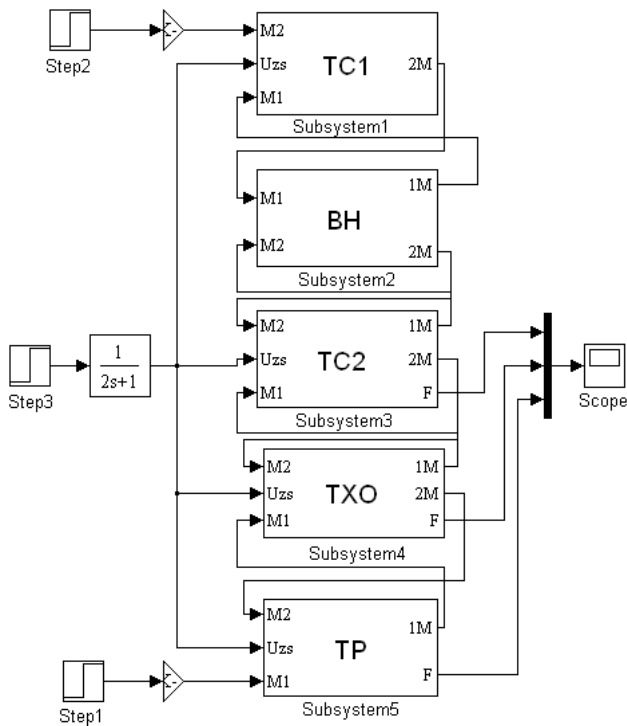 Step2
M2
Uzs
M1
TC1
2M
Subsystem1
M1
M2
BH
1M
2M
Subsystem2
M2
Uzs
M1
TC2
1M
2M
F
Subsystem3
Step3
1
2s+1
Scope
M2
Uzs
M1
TXO
1M
2M
F
Subsystem4
M2
Uzs
M1
TP
1M
F
Subsystem5
Step1